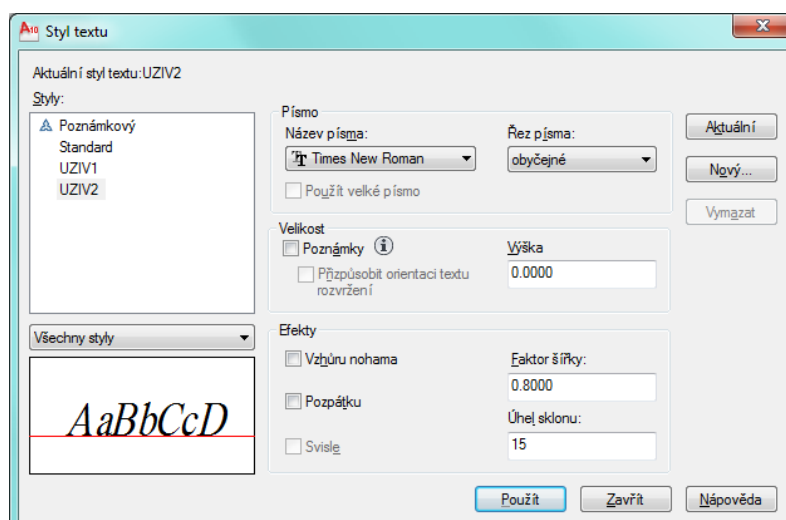 A10 Styl textu
Aktuální styl textu:UZIV2
Styly:
Poznámkový
Standard
UZIV1
UZIV2
Všechny styly
AaBbCcD
Písmo
Název písma:
Times New Roman
Řez písma:
obyčejné
Použít velké písmo
Velikost
Poznámky
Přizpůsobit orientaci textu
rozvržení
Výška
0.0000
Efekty
Vzhůru nohama
Pozpátku
Svisle
Faktor šířky:
0.8000
Úhel sklonu:
15
Aktuální
Nový...
Vymazat
Použít
Zavřít
Nápověda